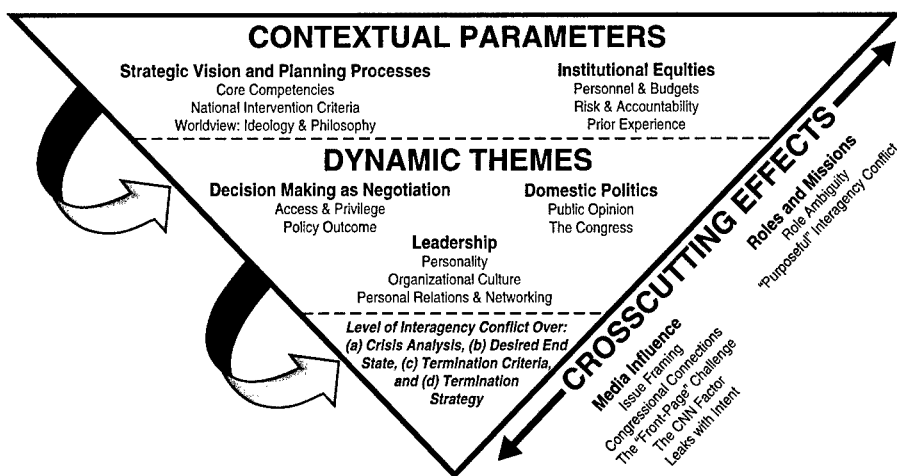 CONTEXTUAL PARAMETERS
Strategic Vision and Planning Processes
Core Competencies
National Intervention Criteria
Worldview: Ideology & Philosophy
Institutional Equities
Personnel & Budgets
Risk & Accountability
Prior Experience
DYNAMIC THEMES
Decision Making as Negotiation
Access & Privilege
Policy Outcome
Domestic Politics
Public Opinion
The Congress
Leadership
Personality
Organizational Culture
Personal Relations & Networking
Level of Interagency Conflict Over:
(a) Crisis Analysis, (b) Desired End
State, (c) Termination Criteria,
and (d) Termination
Strategy
CROSSCUTTING EFFECTS
Roles and Missions
Role Ambiguity
"Purposeful" Interagency Conflict
Media Influence
Issue Framing
Congressional Connections
The "Front-Page" Challenge
The CNN Factor
Leaks with Intent